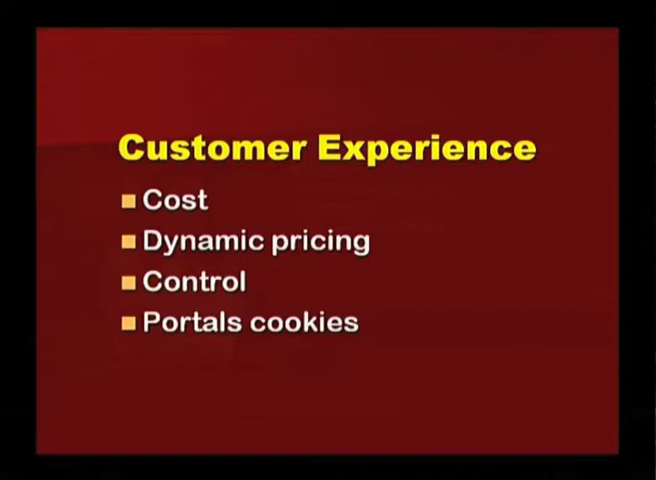 Customer Experience
Cost
Dynamic pricing
Control
Portals cookies